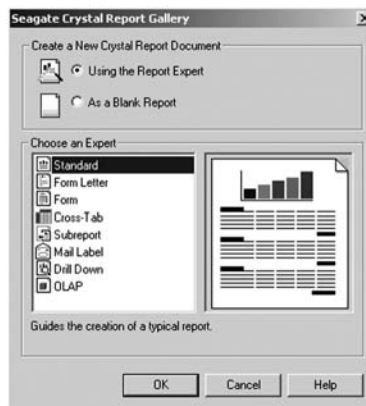 Seagate Crystal Report Gallery
Create a New Crystal Report Document
Using the Report Expert
As a Blank Report
Choose an Expert
Standard
Form Letter
Form
Cross-Tab
Subreport
Mail Label
Drill Down
OLAP
Guides the creation of a typical report.
OK Cancel Help